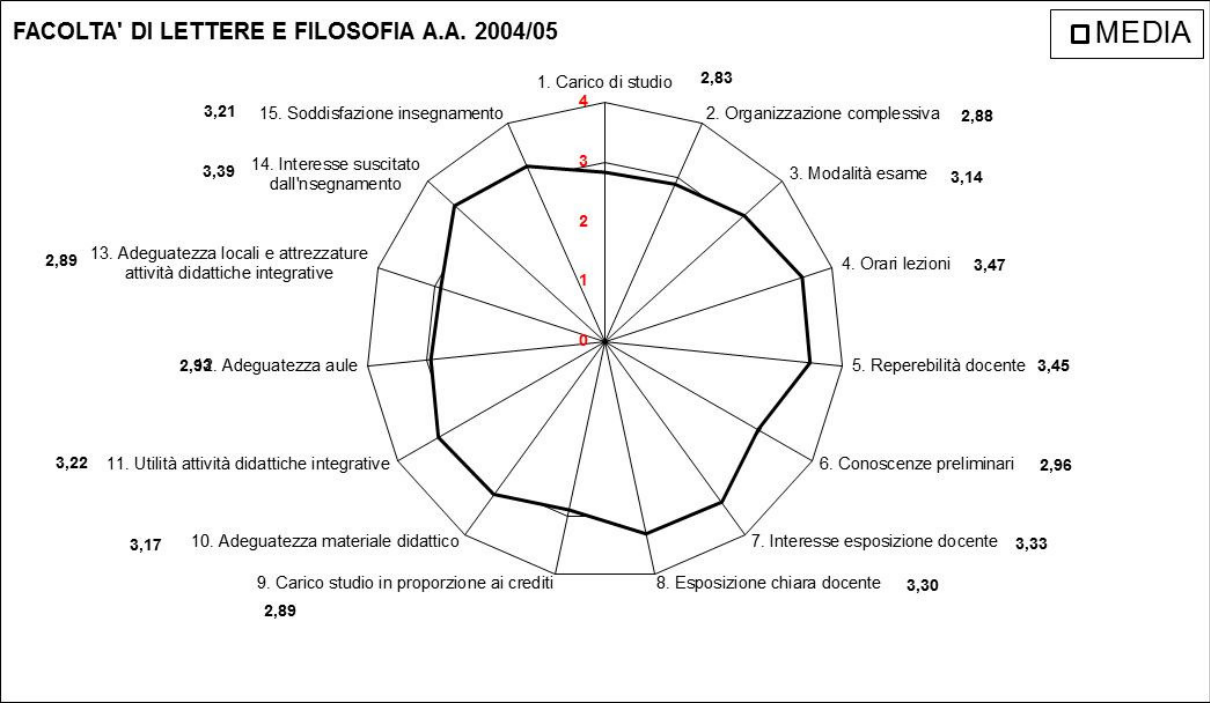 FACOLTA' DI LETTERE E FILOSOFIA A.A. 2004/05
MEDIA
1. Carico di studio 2,83
2. Organizzazione complessiva 2,88
3. Modalità esame 3,14
4. Orari lezioni 3,47
5. Reperebilità docente 3,45
6. Conoscenze preliminari 2,96
7. Interesse esposizione docente 3,33
8. Esposizione chiara docente 3,30
9. Carico studio in proporzione ai crediti
2,89
10. Adeguatezza materiale didattico
3,17
3,22 11. Utilità attività didattiche integrative
12. Adeguatezza aule
2,89 13. Adeguatezza locali e attrezzature
attività didattiche integrative
3,39 14. Interesse suscitato
dall'nsegnamento
3,21 15. Soddisfazione insegnamento
4
3
2
1
0